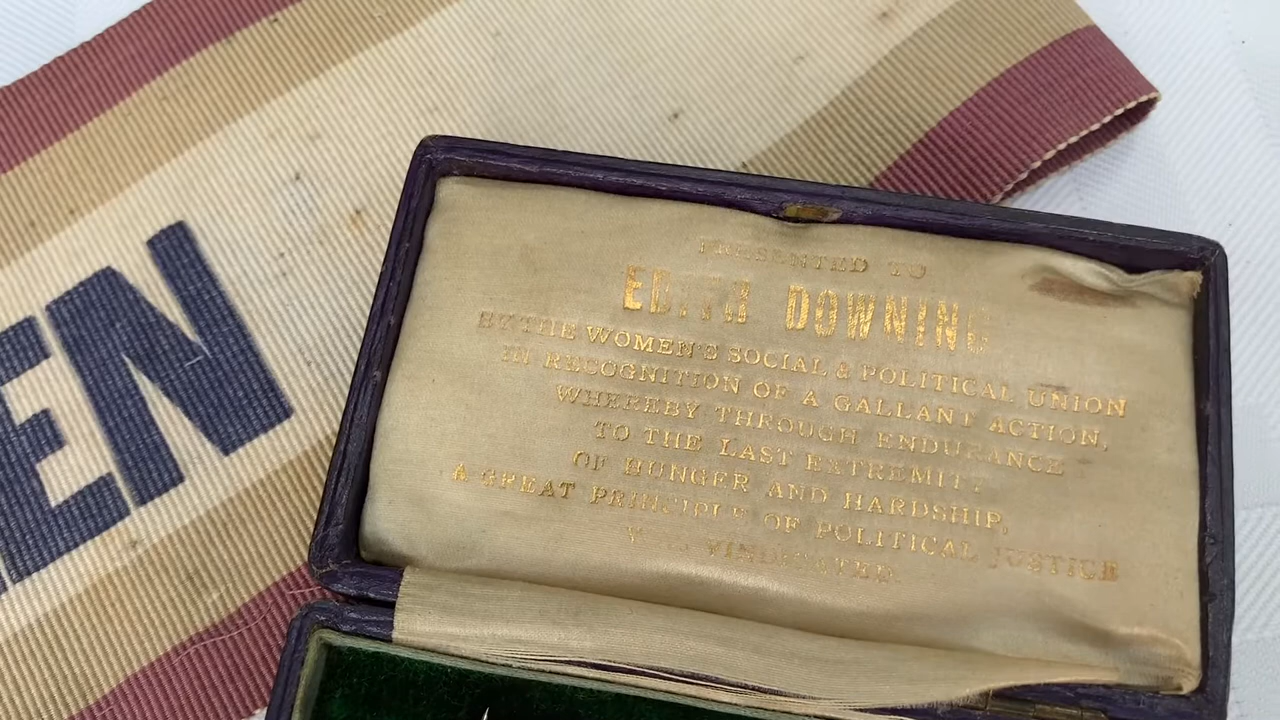 EN
PRESENTED TO
EDITH DOWNING
BY THE WOMEN'S SOCIAL & POLITICAL UNION
IN RECOGNITION OF A GALLANT ACTION,
WHEREBY THROUGH ENDURANCE
TO THE LAST EXTREMITY
OF HUNGER AND HARDSHIP,
A GREAT PRINCIPLE OF POLITICAL JUSTICE
VINDICATED.